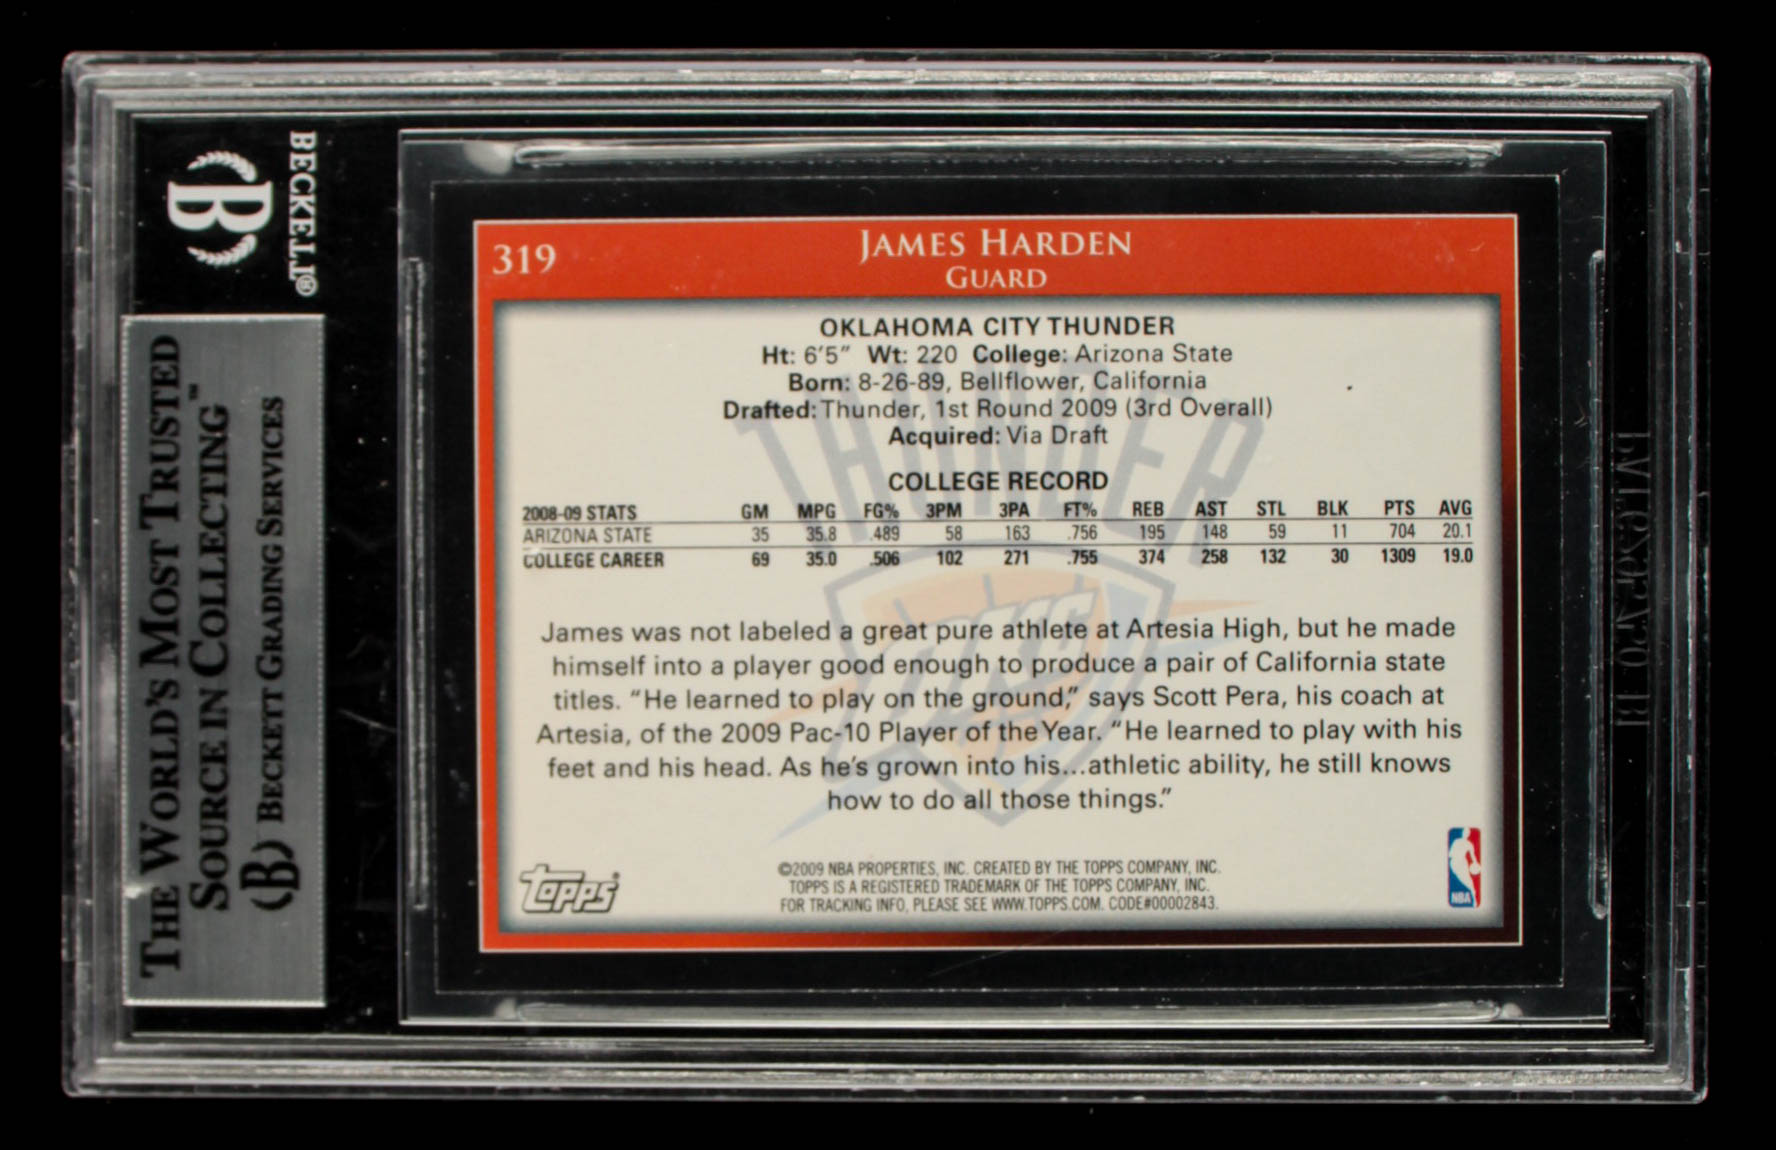 BECKETT®
B
THE WORLD'S MOST TRUSTED
SOURCE IN COLLECTING™
(B) BECKETT GRADING SERVICES
319
JAMES HARDEN
GUARD
THUNDER
OKC
OKLAHOMA CITY THUNDER
Ht: 6'5" Wt: 220 College: Arizona State
Born: 8-26-89, Bellflower, California
Drafted: Thunder, 1st Round 2009 (3rd Overall)
Acquired: Via Draft
COLLEGE RECORD
2008-09 STATS GM MPG FG% 3PM 3PA FT% REB AST STL BLK PTS AVG
ARIZONA STATE 35 35.8 .489 58 163 .756 195 148 59 11 704 20.1
COLLEGE CAREER 69 35.0 .506 102 271 .755 374 258 132 30 1309 19.0
James was not labeled a great pure athlete at Artesia High, but he made
himself into a player good enough to produce a pair of California state
titles. "He learned to play on the ground," says Scott Pera, his coach at
Artesia, of the 2009 Pac-10 Player of the Year. "He learned to play with his
feet and his head. As he's grown into his...athletic ability, he still knows
how to do all those things."
Topps®
©2009 NBA PROPERTIES, INC. CREATED BY THE TOPPS COMPANY, INC.
TOPPS IS A REGISTERED TRADEMARK OF THE TOPPS COMPANY, INC.
FOR TRACKING INFO, PLEASE SEE WWW.TOPPS.COM. CODE#00002843.
NBA